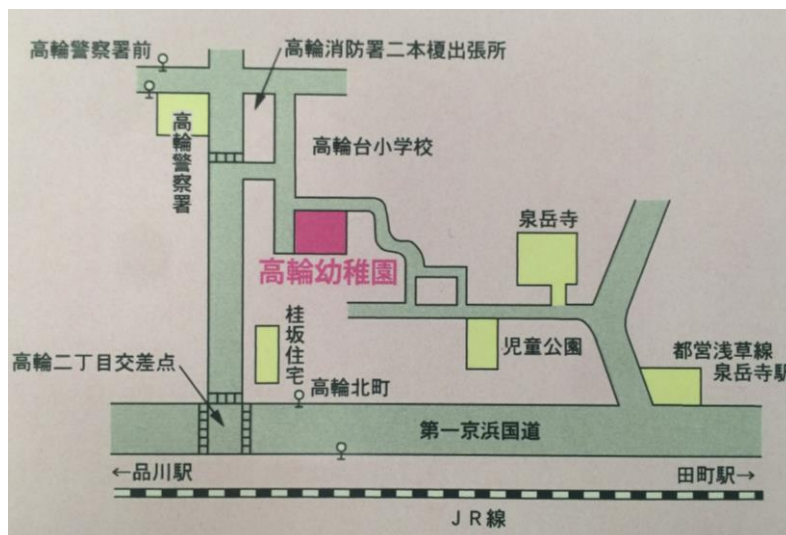 高輪警察署前
高輪消防署二本榎出張所
高輪警察署
高輪台小学校
泉岳寺
高輪幼稚園
桂坂住宅
児童公園
都営浅草線
泉岳寺駅
高輪二丁目交差点
高輪北町
第一京浜国道
←品川駅
田町駅→
JR線